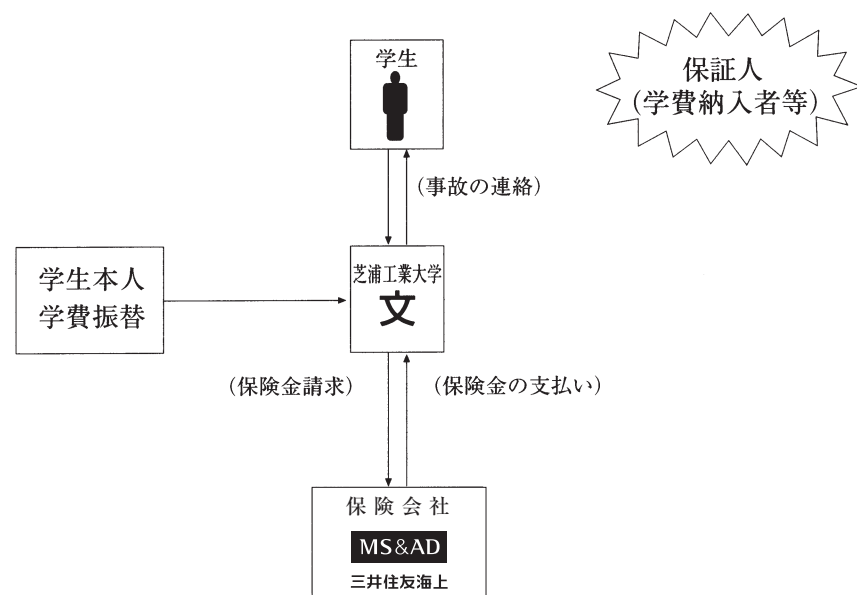 学生
保証人
(学費納入者等)
(事故の連絡)
芝浦工業大学
文
学生本人
学費振替
(保険金請求)
(保険金の支払い)
保険会社
MS&AD
三井住友海上